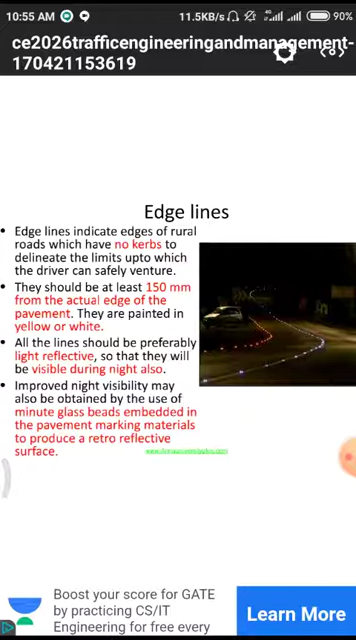 10:55 AM
11.5KB/s
4G
90%
ce2026trafficengineeringandmanagement-
170421153619
Edge lines
• Edge lines indicate edges of rural
roads which have no kerbs to
delineate the limits upto which
the driver can safely venture.
• They should be at least 150 mm
from the actual edge of the
pavement. They are painted in
yellow or white.
• All the lines should be preferably
light reflective, so that they will
be visible during night also.
• Improved night visibility may
also be obtained by the use of
minute glass beads embedded in
the pavement marking materials
to produce a retro reflective
surface.
Boost your score for GATE
by practicing CS/IT
Engineering for free every
Learn More